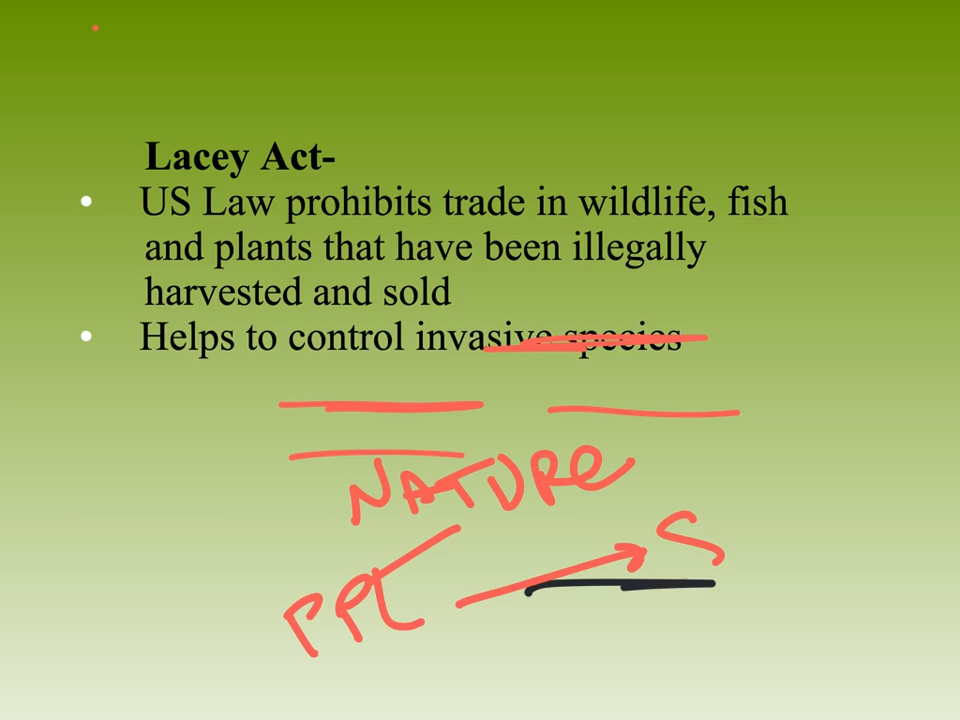 Lacey Act-
• US Law prohibits trade in wildlife, fish
and plants that have been illegally
harvested and sold
• Helps to control invasive species
NATURE
PPL → S